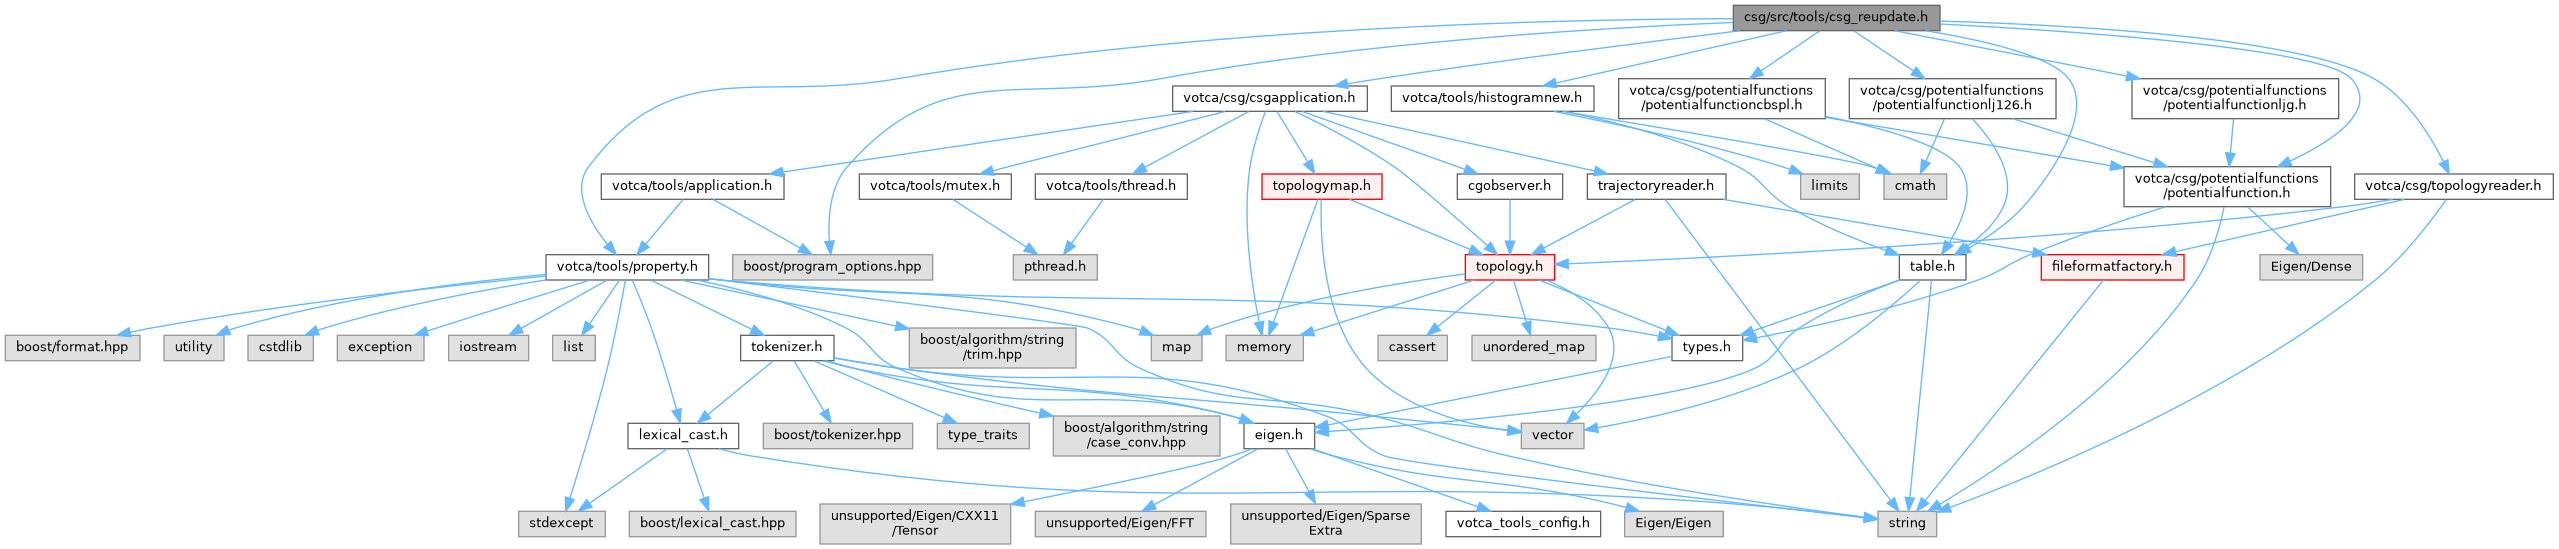 csg/src/tools/csg_reupdate.h
votca/csg/csgapplication.h
votca/tools/histogramnew.h
votca/csg/potentialfunctions
/potentialfunctioncbspl.h
votca/csg/potentialfunctions
/potentialfunctionlj126.h
votca/csg/potentialfunctions
/potentialfunctionljg.h
votca/tools/application.h
votca/tools/mutex.h
votca/tools/thread.h
topologymap.h
cgobserver.h
trajectoryreader.h
limits
cmath
votca/csg/potentialfunctions
/potentialfunction.h
votca/csg/topologyreader.h
votca/tools/property.h
boost/program_options.hpp
pthread.h
topology.h
table.h
fileformatfactory.h
Eigen/Dense
boost/format.hpp
utility
cstdlib
exception
iostream
list
tokenizer.h
boost/algorithm/string
/trim.hpp
map
memory
cassert
unordered_map
types.h
lexical_cast.h
boost/tokenizer.hpp
type_traits
boost/algorithm/string
/case_conv.hpp
eigen.h
vector
stdexcept
boost/lexical_cast.hpp
unsupported/Eigen/CXX11
/Tensor
unsupported/Eigen/FFT
unsupported/Eigen/Sparse
Extra
votca_tools_config.h
Eigen/Eigen
string